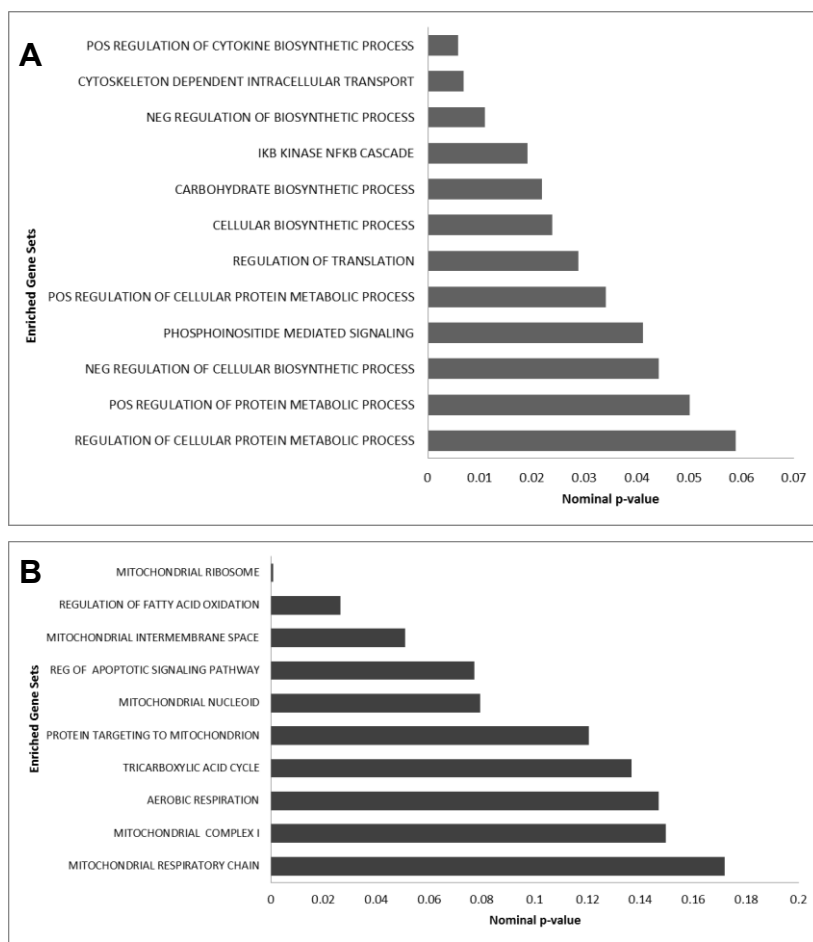 A
POS REGULATION OF CYTOKINE BIOSYNTHETIC PROCESS
CYTOSKELETON DEPENDENT INTRACELLULAR TRANSPORT
NEG REGULATION OF BIOSYNTHETIC PROCESS
IKB KINASE NFKB CASCADE
CARBOHYDRATE BIOSYNTHETIC PROCESS
CELLULAR BIOSYNTHETIC PROCESS
REGULATION OF TRANSLATION
POS REGULATION OF CELLULAR PROTEIN METABOLIC PROCESS
PHOSPHOINOSITIDE MEDIATED SIGNALING
NEG REGULATION OF CELLULAR BIOSYNTHETIC PROCESS
POS REGULATION OF PROTEIN METABOLIC PROCESS
REGULATION OF CELLULAR PROTEIN METABOLIC PROCESS
Enriched Gene Sets
0 0.01 0.02 0.03 0.04 0.05 0.06 0.07
Nominal p-value
B
MITOCHONDRIAL RIBOSOME
REGULATION OF FATTY ACID OXIDATION
MITOCHONDRIAL INTERMEMBRANE SPACE
REG OF APOPTOTIC SIGNALING PATHWAY
MITOCHONDRIAL NUCLEOID
PROTEIN TARGETING TO MITOCHONDRION
TRICARBOXYLIC ACID CYCLE
AEROBIC RESPIRATION
MITOCHONDRIAL COMPLEX I
MITOCHONDRIAL RESPIRATORY CHAIN
Enriched Gene Sets
0 0.02 0.04 0.06 0.08 0.1 0.12 0.14 0.16 0.18 0.2
Nominal p-value